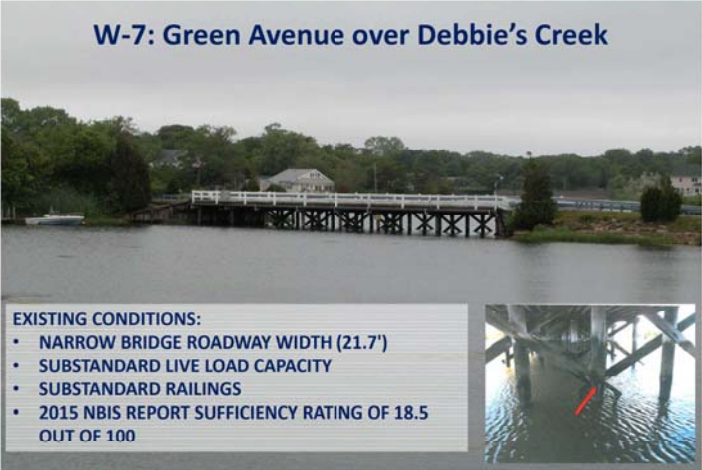 W-7: Green Avenue over Debbie's Creek
EXISTING CONDITIONS:
• NARROW BRIDGE ROADWAY WIDTH (21.7')
• SUBSTANDARD LIVE LOAD CAPACITY
• SUBSTANDARD RAILINGS
• 2015 NBIS REPORT SUFFICIENCY RATING OF 18.5
OUT OF 100